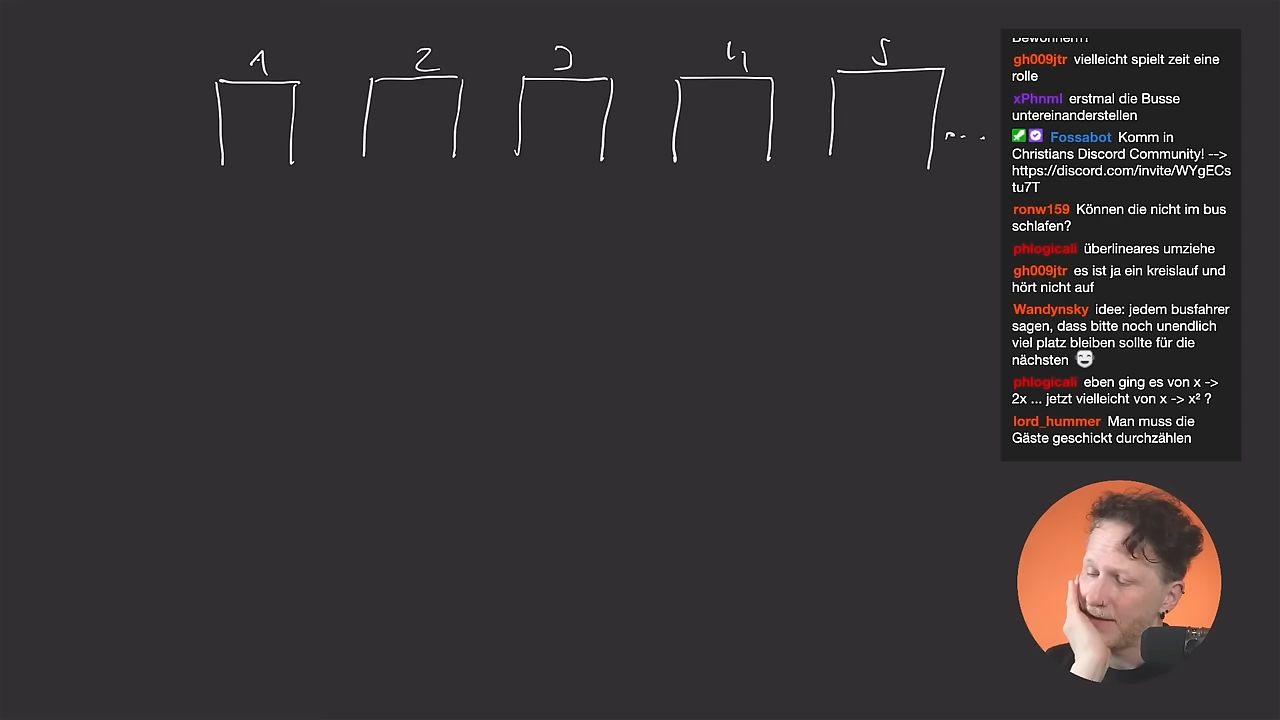 1 2 3 4 5 ...
Bewohnern?
gh009jtr vielleicht spielt zeit eine
rolle
xPhnml erstmal die Busse
untereinanderstellen
Fossabot Komm in
Christians Discord Community! -->
https://discord.com/invite/WYgECs
tu7T
ronw159 Können die nicht im bus
schlafen?
phlogicali überlineares umziehe
gh009jtr es ist ja ein kreislauf und
hört nicht auf
Wandynsky idee: jedem busfahrer
sagen, dass bitte noch unendlich
viel platz bleiben sollte für die
nächsten
phlogicali eben ging es von x ->
2x ... jetzt vielleicht von x -> x² ?
lord_hummer Man muss die
Gäste geschickt durchzählen